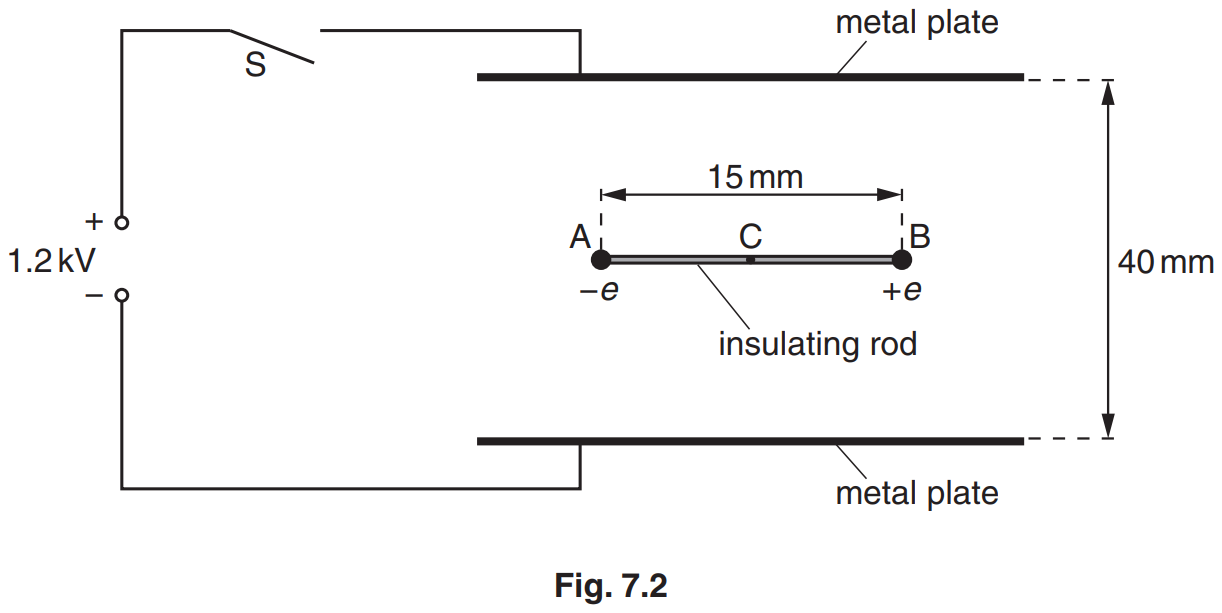 metal plate
S
15 mm
+
A
C
B
1.2 kV
40 mm
–
–e
+e
insulating rod
metal plate
Fig. 7.2